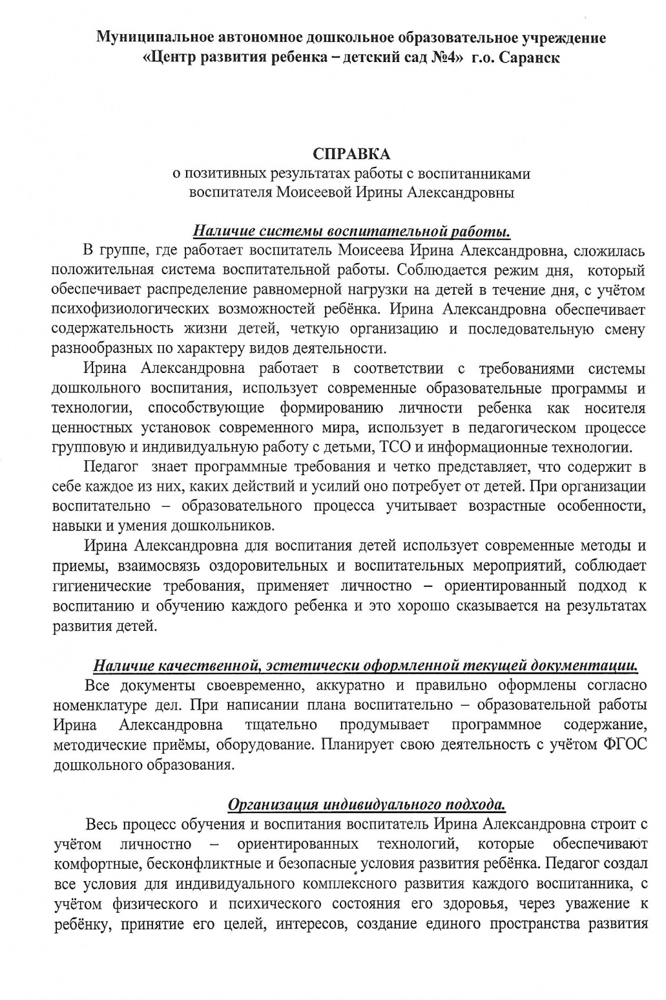 Муниципальное автономное дошкольное образовательное учреждение
«Центр развития ребенка – детский сад №4» г.о. Саранск
СПРАВКА
о позитивных результатах работы с воспитанниками
воспитателя Моисеевой Ирины Александровны
Наличие системы воспитательной работы.
В группе, где работает воспитатель Моисеева Ирина Александровна, сложилась
положительная система воспитательной работы. Соблюдается режим дня, который
обеспечивает распределение равномерной нагрузки на детей в течение дня, с учётом
психофизиологических возможностей ребёнка. Ирина Александровна обеспечивает
содержательность жизни детей, четкую организацию и последовательную смену
разнообразных по характеру видов деятельности.
Ирина Александровна работает в соответствии с требованиями системы
дошкольного воспитания, использует современные образовательные программы и
технологии, способствующие формированию личности ребенка как носителя
ценностных установок современного мира, использует в педагогическом процессе
групповую и индивидуальную работу с детьми, ТСО и информационные технологии.
Педагог знает программные требования и четко представляет, что содержит в
себе каждое из них, каких действий и усилий оно потребует от детей. При организации
воспитательно – образовательного процесса учитывает возрастные особенности,
навыки и умения дошкольников.
Ирина Александровна для воспитания детей использует современные методы и
приемы, взаимосвязь оздоровительных и воспитательных мероприятий, соблюдает
гигиенические требования, применяет личностно – ориентированный подход к
воспитанию и обучению каждого ребенка и это хорошо сказывается на результатах
развития детей.
Наличие качественной, эстетически оформленной текущей документации.
Все документы своевременно, аккуратно и правильно оформлены согласно
номенклатуре дел. При написании плана воспитательно – образовательной работы
Ирина Александровна тщательно продумывает программное содержание,
методические приёмы, оборудование. Планирует свою деятельность с учётом ФГОС
дошкольного образования.
Организация индивидуального подхода.
Весь процесс обучения и воспитания воспитатель Ирина Александровна строит с
учётом личностно – ориентированных технологий, которые обеспечивают
комфортные, бесконфликтные и безопасные условия развития ребёнка. Педагог создал
все условия для индивидуального комплексного развития каждого воспитанника, с
учётом физического и психического состояния его здоровья, через уважение к
ребёнку, принятие его целей, интересов, создание единого пространства развития